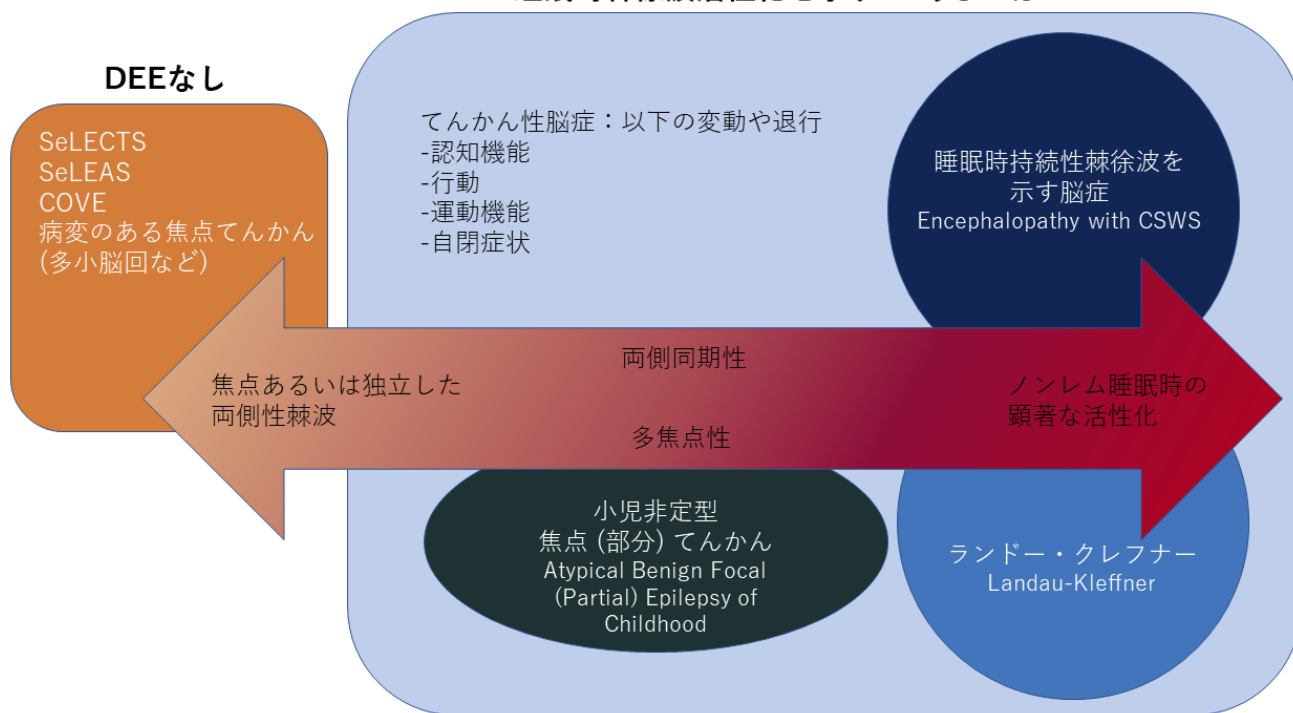 DEEなし
SeLECTS
SeLEAS
COVE
病変のある焦点てんかん
(多小脳回など)
てんかん性脳症：以下の変動や退行
-認知機能
-行動
-運動機能
-自閉症状
睡眠時持続性棘徐波を
示す脳症
Encephalopathy with CSWS
両側同期性
焦点あるいは独立した
両側性棘波
多焦点性
ノンレム睡眠時の
顕著な活性化
小児非定型
焦点 (部分) てんかん
Atypical Benign Focal
(Partial) Epilepsy of
Childhood
ランドー・クレフナー
Landau-Kleffner